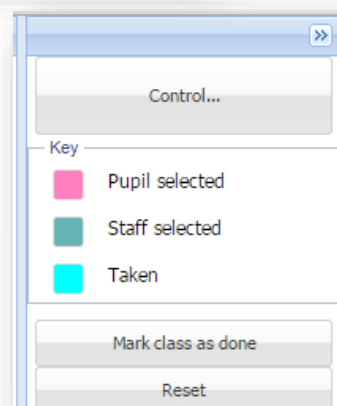 Control...
Key
Pupil selected
Staff selected
Taken
Mark class as done
Reset